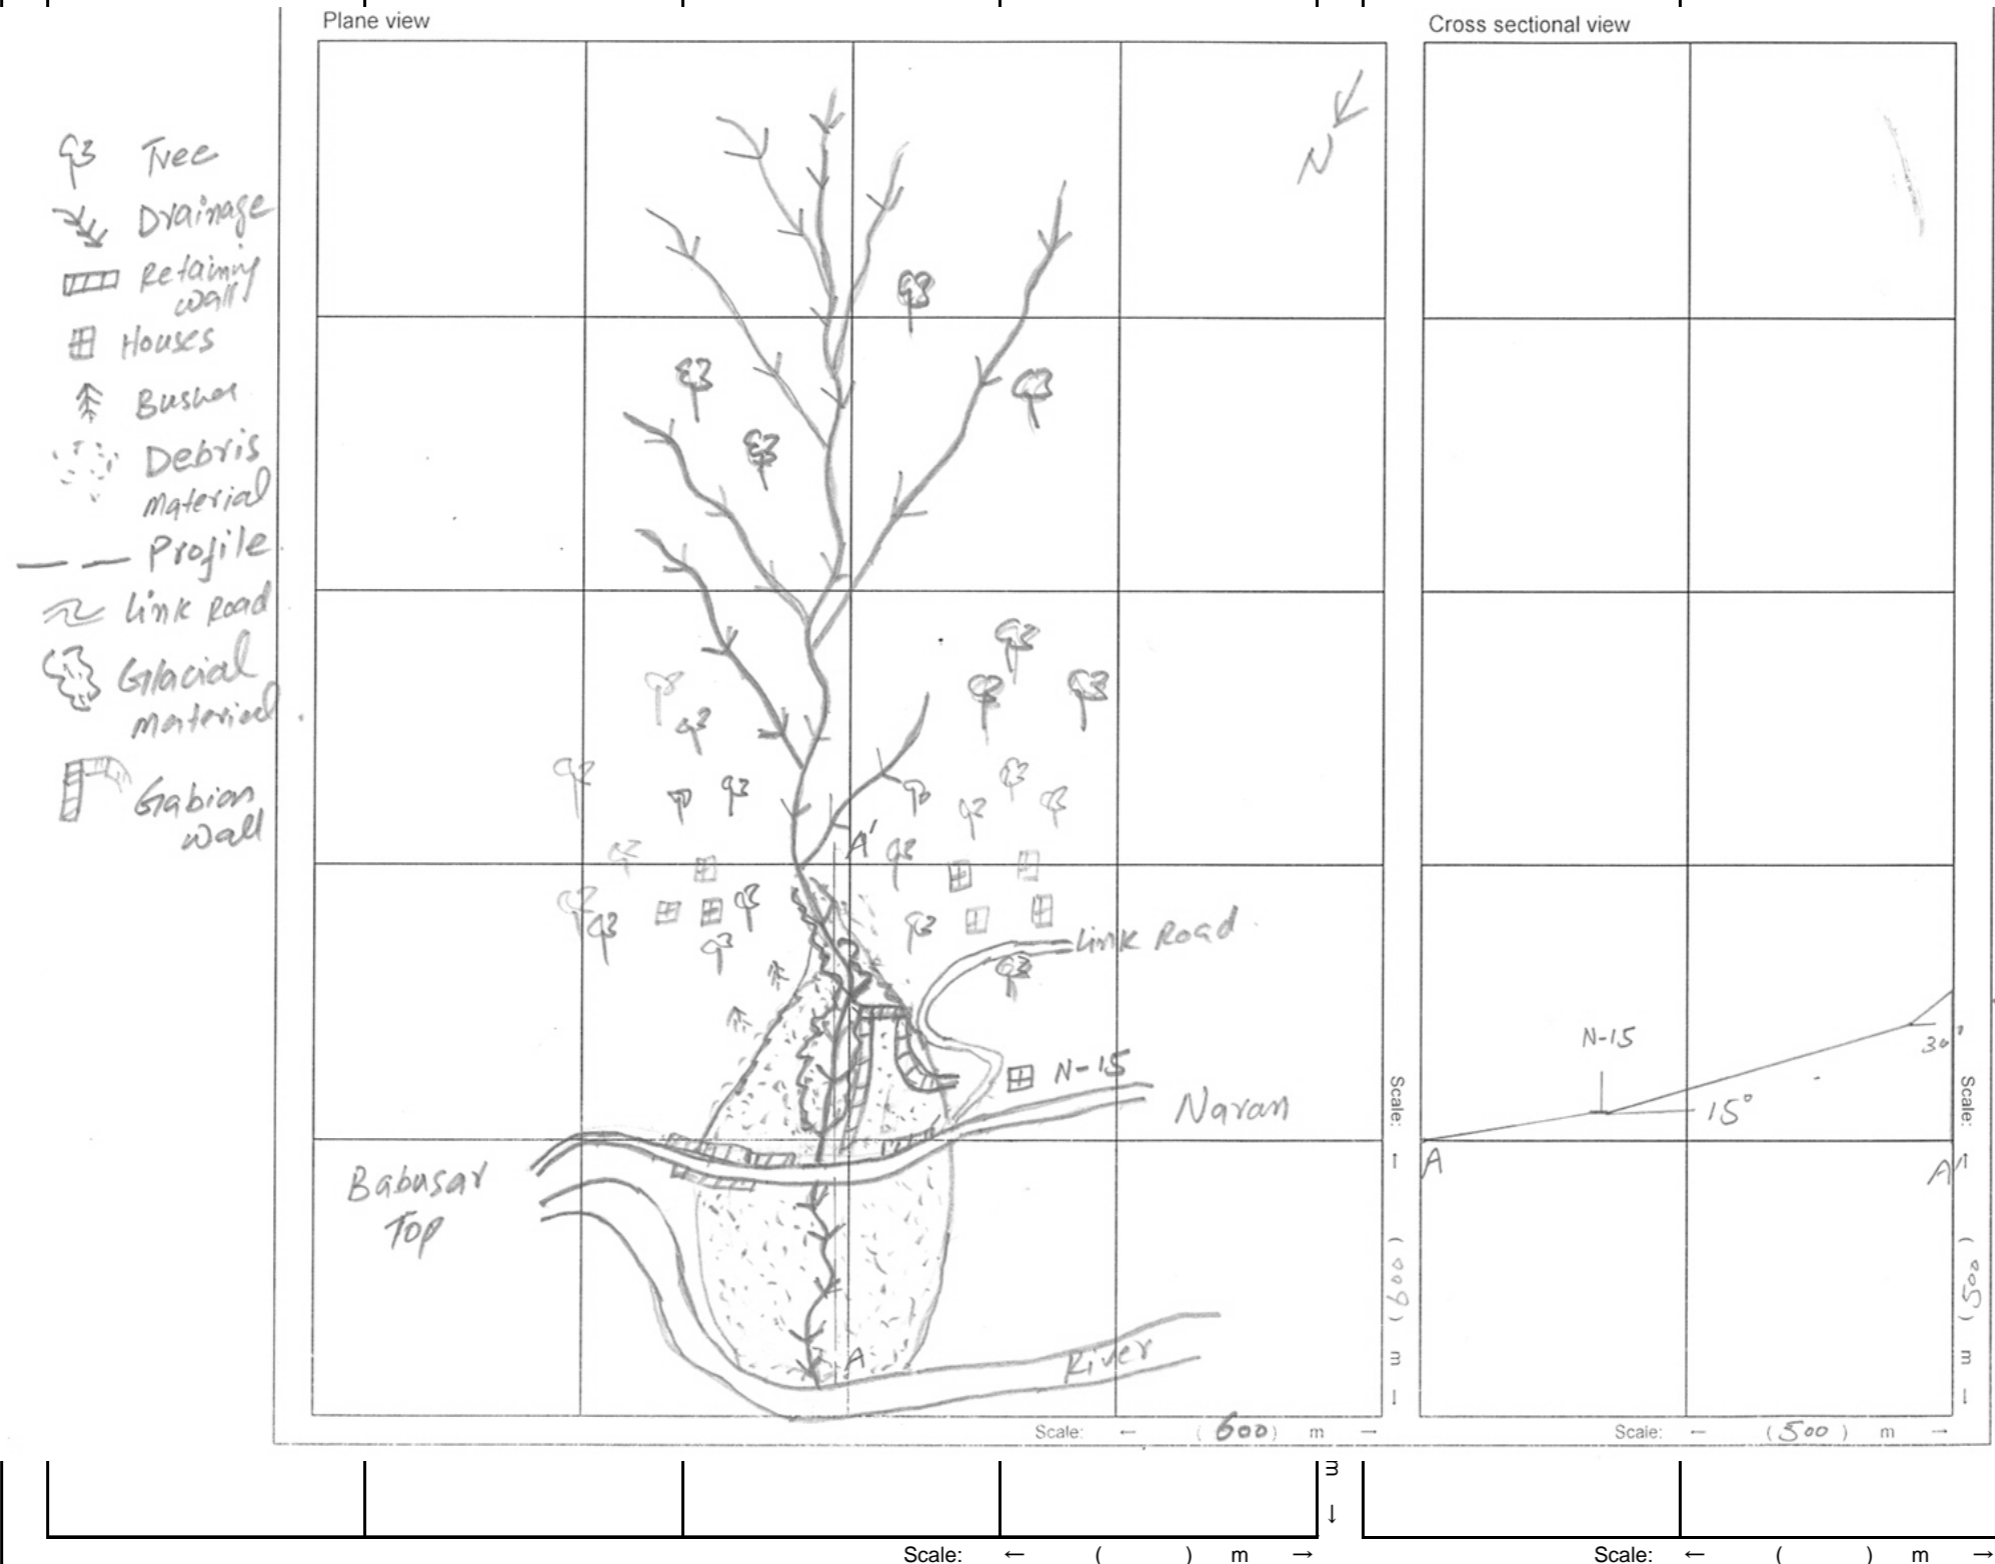 Plane view
Cross sectional view
Tree
Drainage
Retaining
wall
Houses
Bushes
Debris
material
Profile
Link Road
Glacial
material
Gabian
wall
N
A'
Link Road
N-15
Naran
Babusar
Top
A
River
Scale: ← (600) m →
Scale: ← (600) m →
N-15
15°
30°
A
A'
Scale: ← (500) m →
Scale: ← (500) m →
m →
Scale: ← ( ) m →
Scale: ← ( ) m →